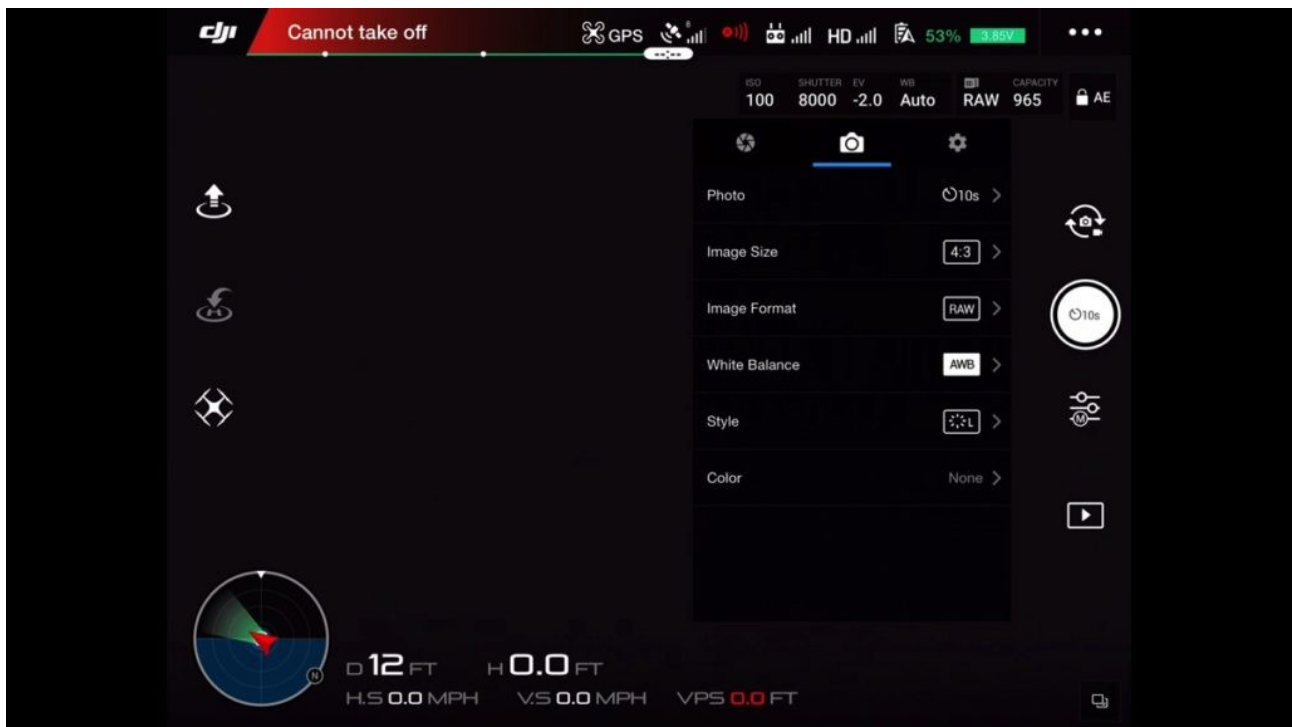 dji Cannot take off GPS 8 HD 53% 3.85V
--:--
ISO SHUTTER EV WB CAPACITY
100 8000 -2.0 Auto RAW 965 AE
Photo 10s
Image Size 4:3
Image Format RAW
10s
White Balance AWB
M
Style L
Color None
H
N
D 12 FT H 0.0 FT
H.S 0.0 MPH V.S 0.0 MPH VPS 0.0 FT